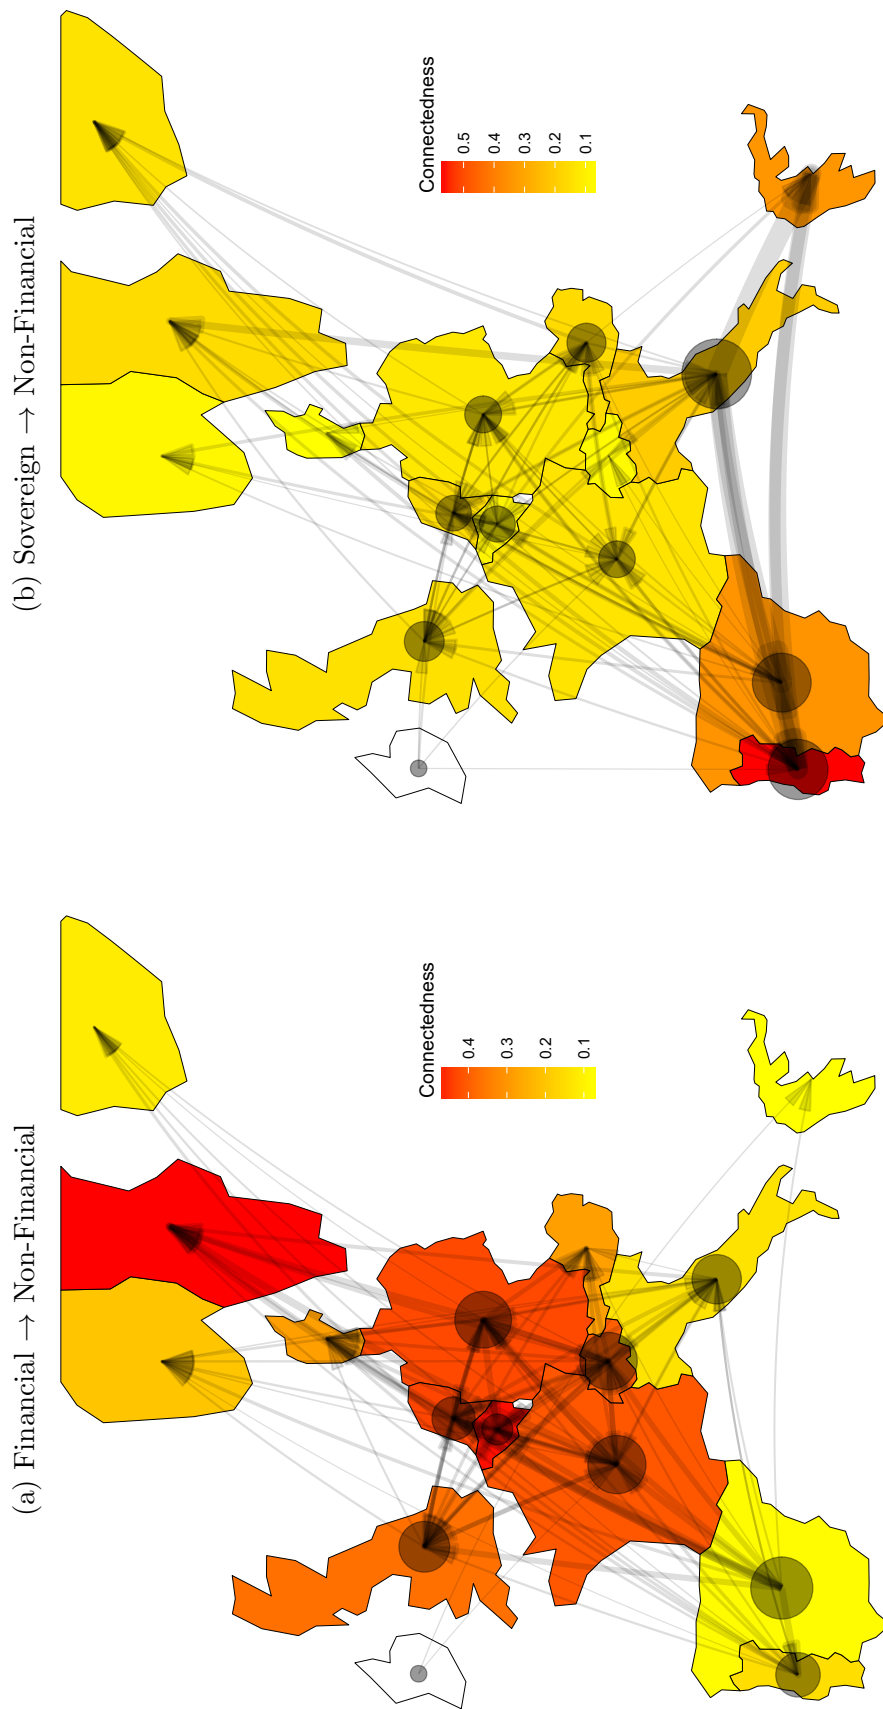 (a) Financial → Non-Financial
Connectedness
0.4
0.3
0.2
0.1
(b) Sovereign → Non-Financial
Connectedness
0.5
0.4
0.3
0.2
0.1